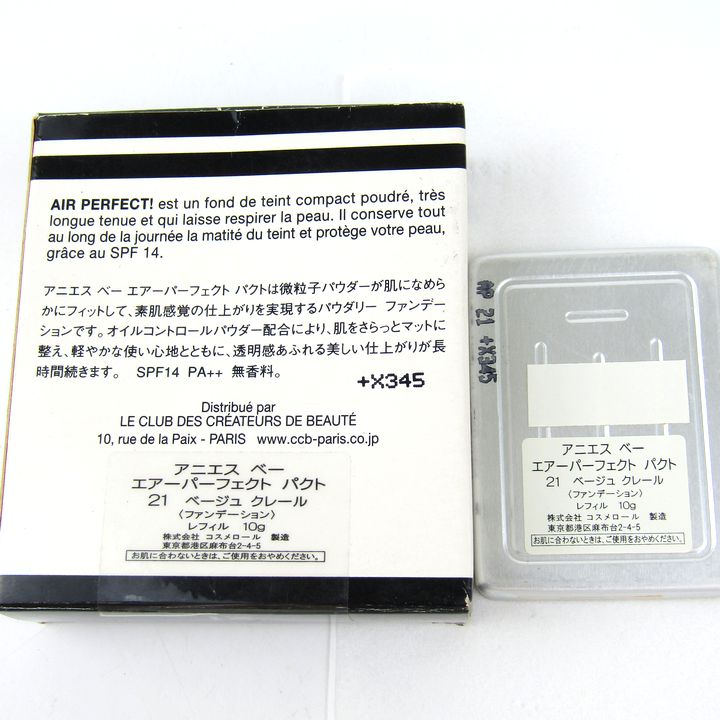 AIR PERFECT! est un fond de teint compact poudré, très
longue tenue et qui laisse respirer la peau. Il conserve tout
au long de la journée la matité du teint et protège votre peau,
grâce au SPF 14.
アニエス ベー エアーパーフェクト パクトは微粒子パウダーが肌になめら
かにフィットして、素肌感覚の仕上がりを実現するパウダリー ファンデー
ションです。オイルコントロールパウダー配合により、肌をさらっとマットに
整え、軽やかな使い心地とともに、透明感あふれる美しい仕上がりが長
時間続きます。 SPF14 PA++ 無香料。
+X345
Distribué par
LE CLUB DES CRÉATEURS DE BEAUTÉ
10, rue de la Paix - PARIS www.ccb-paris.co.jp
アニエス ベー
エアーパーフェクト パクト
21 ベージュ クレール
〈ファンデーション〉
レフィル 10g
株式会社 コスメロール 製造
東京都港区麻布台2-4-5
お肌に合わないときは、ご使用をおやめください。
AP 21 +X345
アニエス ベー
エアーパーフェクト パクト
21 ベージュ クレール
〈ファンデーション〉
レフィル 10g
株式会社 コスメロール 製造
東京都港区麻布台2-4-5
お肌に合わないときは、ご使用をおやめください。